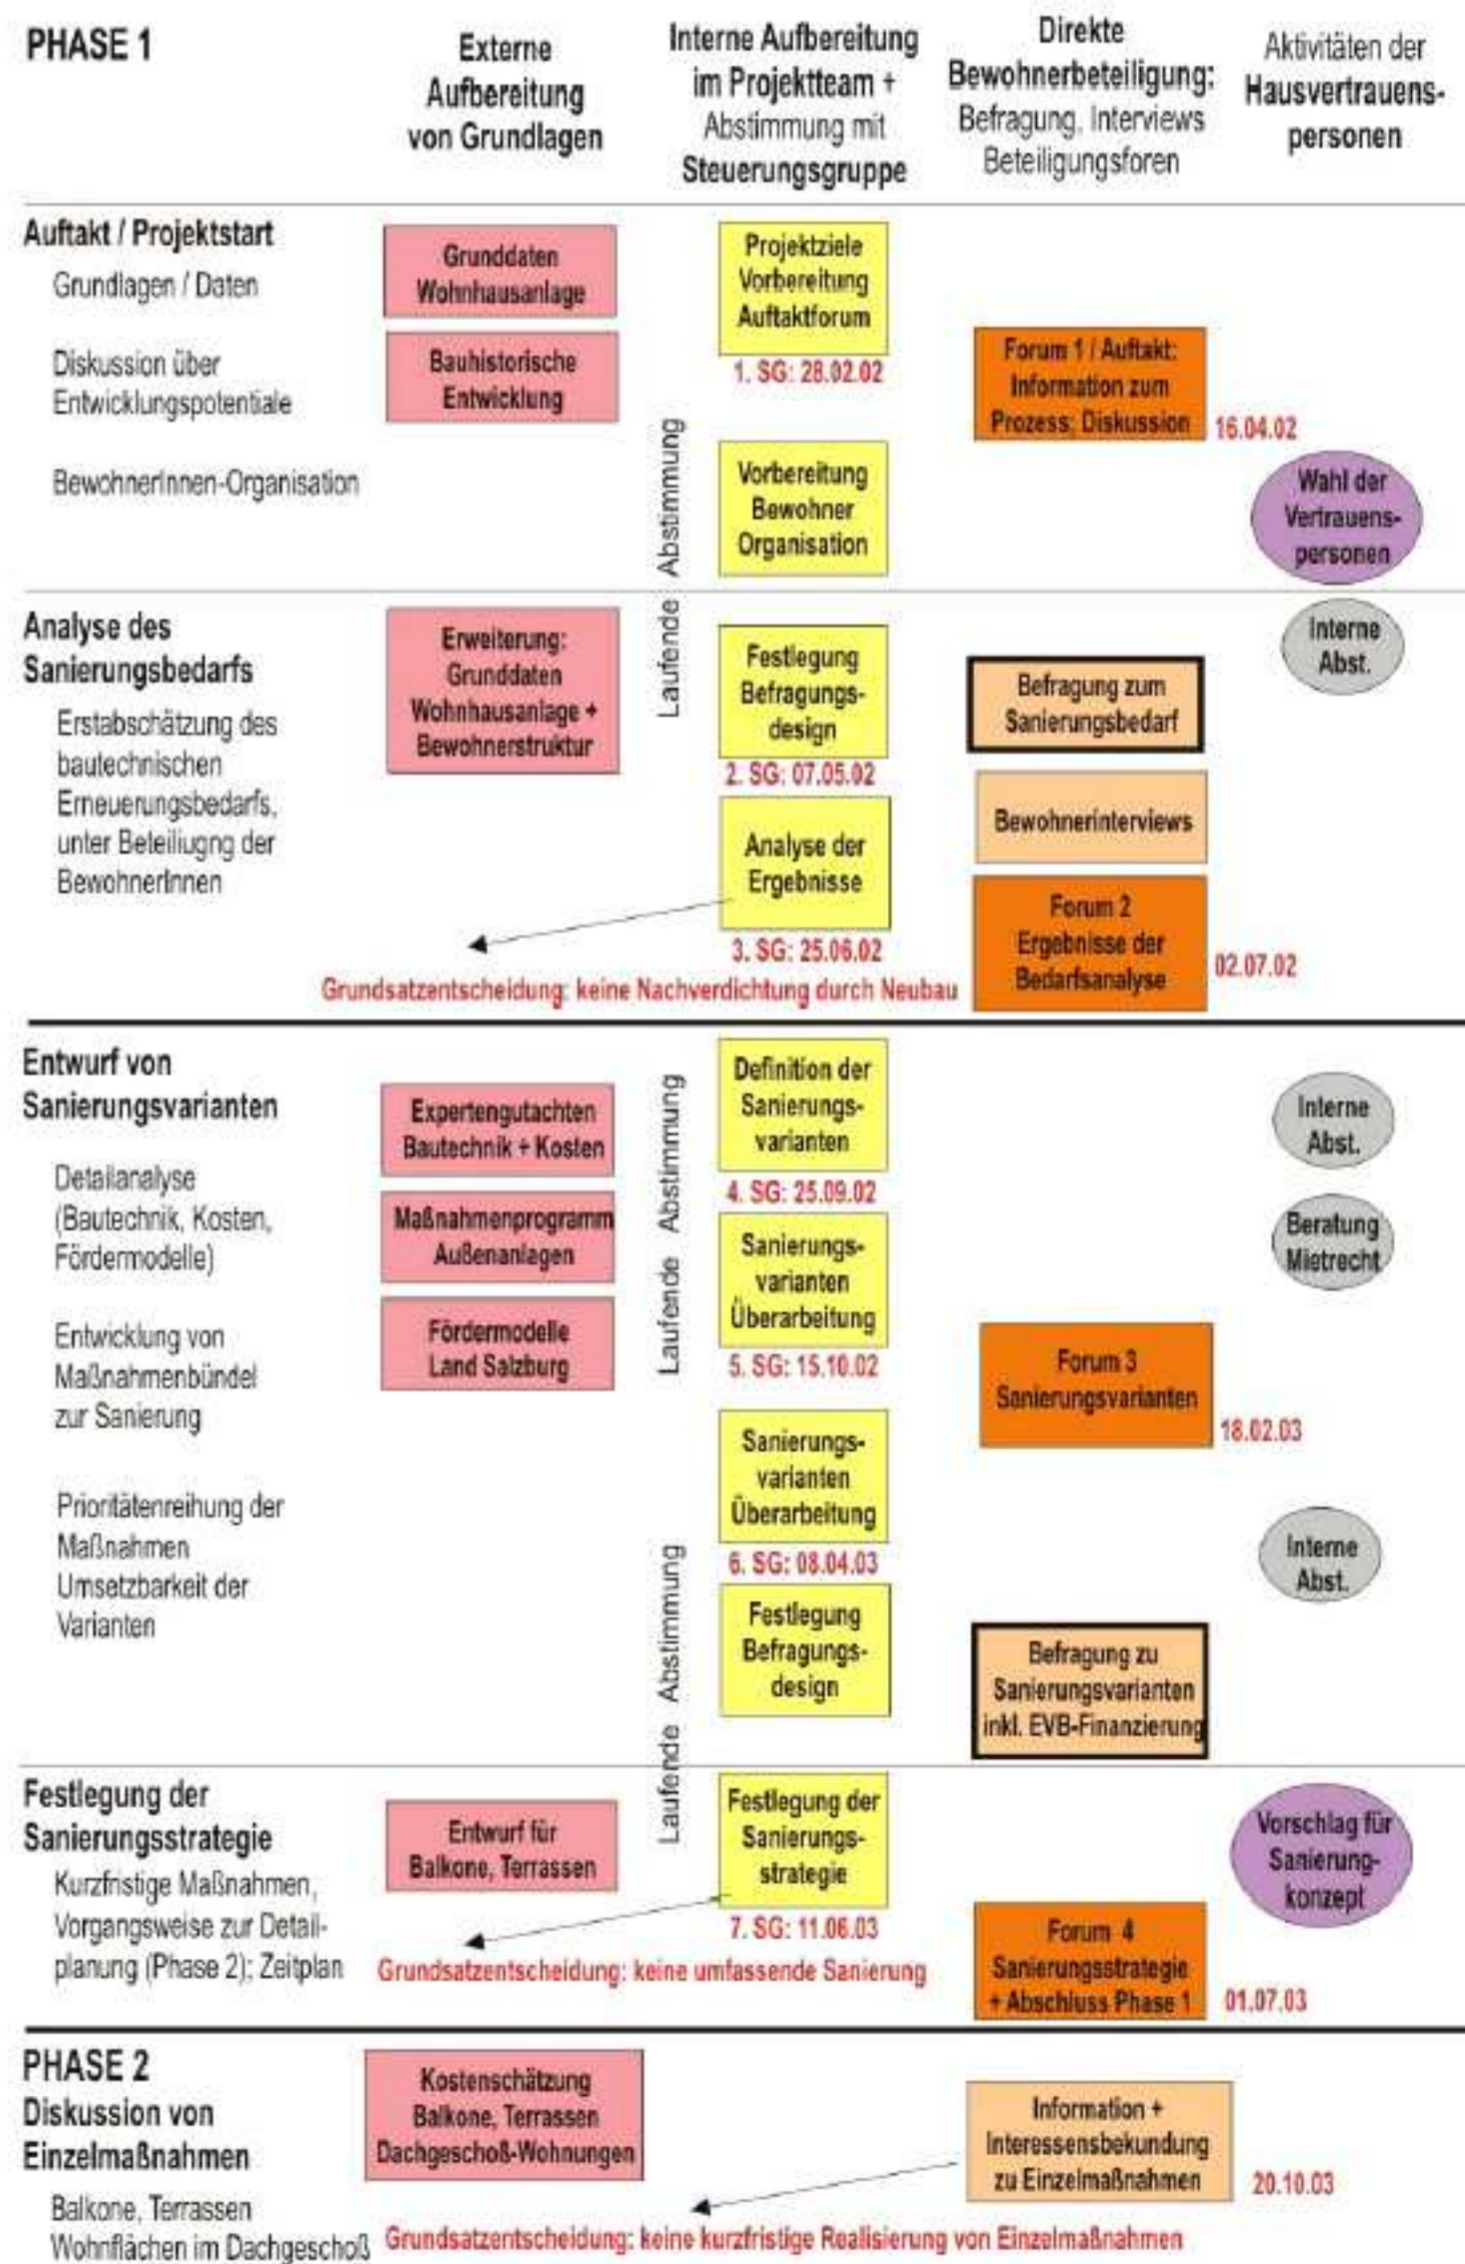 PHASE 1
Externe
Aufbereitung
von Grundlagen
Interne Aufbereitung
im Projektteam +
Abstimmung mit
Steuerungsgruppe
Direkte
Bewohnerbeteiligung:
Befragung, Interviews
Beteiligungsforen
Aktivitäten der
Hausvertrauens-
personen
Auftakt / Projektstart
Grundlagen / Daten
Diskussion über
Entwicklungspotentiale
BewohnerInnen-Organisation
Grunddaten
Wohnhausanlage
Bauhistorische
Entwicklung
Projektziele
Vorbereitung
Auftaktforum
1. SG: 28.02.02
Vorbereitung
Bewohner
Organisation
Laufende Abstimmung
Forum 1 / Auftakt:
Information zum
Prozess; Diskussion
16.04.02
Wahl der
Vertrauens-
personen
Analyse des
Sanierungsbedarfs
Erstabschätzung des
bautechnischen
Erneuerungsbedarfs,
unter Beteiliugng der
BewohnerInnen
Erweiterung:
Grunddaten
Wohnhausanlage +
Bewohnerstruktur
Festlegung
Befragungs-
design
2. SG: 07.05.02
Analyse der
Ergebnisse
3. SG: 25.06.02
Grundsatzentscheidung: keine Nachverdichtung durch Neubau
Befragung zum
Sanierungsbedarf
Bewohnerinterviews
Forum 2
Ergebnisse der
Bedarfsanalyse
02.07.02
Interne
Abst.
Entwurf von
Sanierungsvarianten
Detailanalyse
(Bautechnik, Kosten,
Fördermodelle)
Entwicklung von
Maßnahmenbündel
zur Sanierung
Prioritätenreihung der
Maßnahmen
Umsetzbarkeit der
Varianten
Expertengutachten
Bautechnik + Kosten
Maßnahmenprogramm
Außenanlagen
Fördermodelle
Land Salzburg
Laufende Abstimmung
Definition der
Sanierungs-
varianten
4. SG: 25.09.02
Sanierungs-
varianten
Überarbeitung
5. SG: 15.10.02
Sanierungs-
varianten
Überarbeitung
6. SG: 08.04.03
Festlegung
Befragungs-
design
Laufende Abstimmung
Forum 3
Sanierungsvarianten
18.02.03
Befragung zu
Sanierungsvarianten
inkl. EVB-Finanzierung
Interne
Abst.
Beratung
Mietrecht
Interne
Abst.
Festlegung der
Sanierungsstrategie
Kurzfristige Maßnahmen,
Vorgangsweise zur Detail-
planung (Phase 2); Zeitplan
Entwurf für
Balkone, Terrassen
Festlegung der
Sanierungs-
strategie
7. SG: 11.06.03
Grundsatzentscheidung: keine umfassende Sanierung
Forum 4
Sanierungsstrategie
+ Abschluss Phase 1
01.07.03
Vorschlag für
Sanierung-
konzept
PHASE 2
Diskussion von
Einzelmaßnahmen
Balkone, Terrassen
Wohnflächen im Dachgeschoß
Kostenschätzung
Balkone, Terrassen
Dachgeschoß-Wohnungen
Information +
Interessensbekundung
zu Einzelmaßnahmen
20.10.03
Grundsatzentscheidung: keine kurzfristige Realisierung von Einzelmaßnahmen